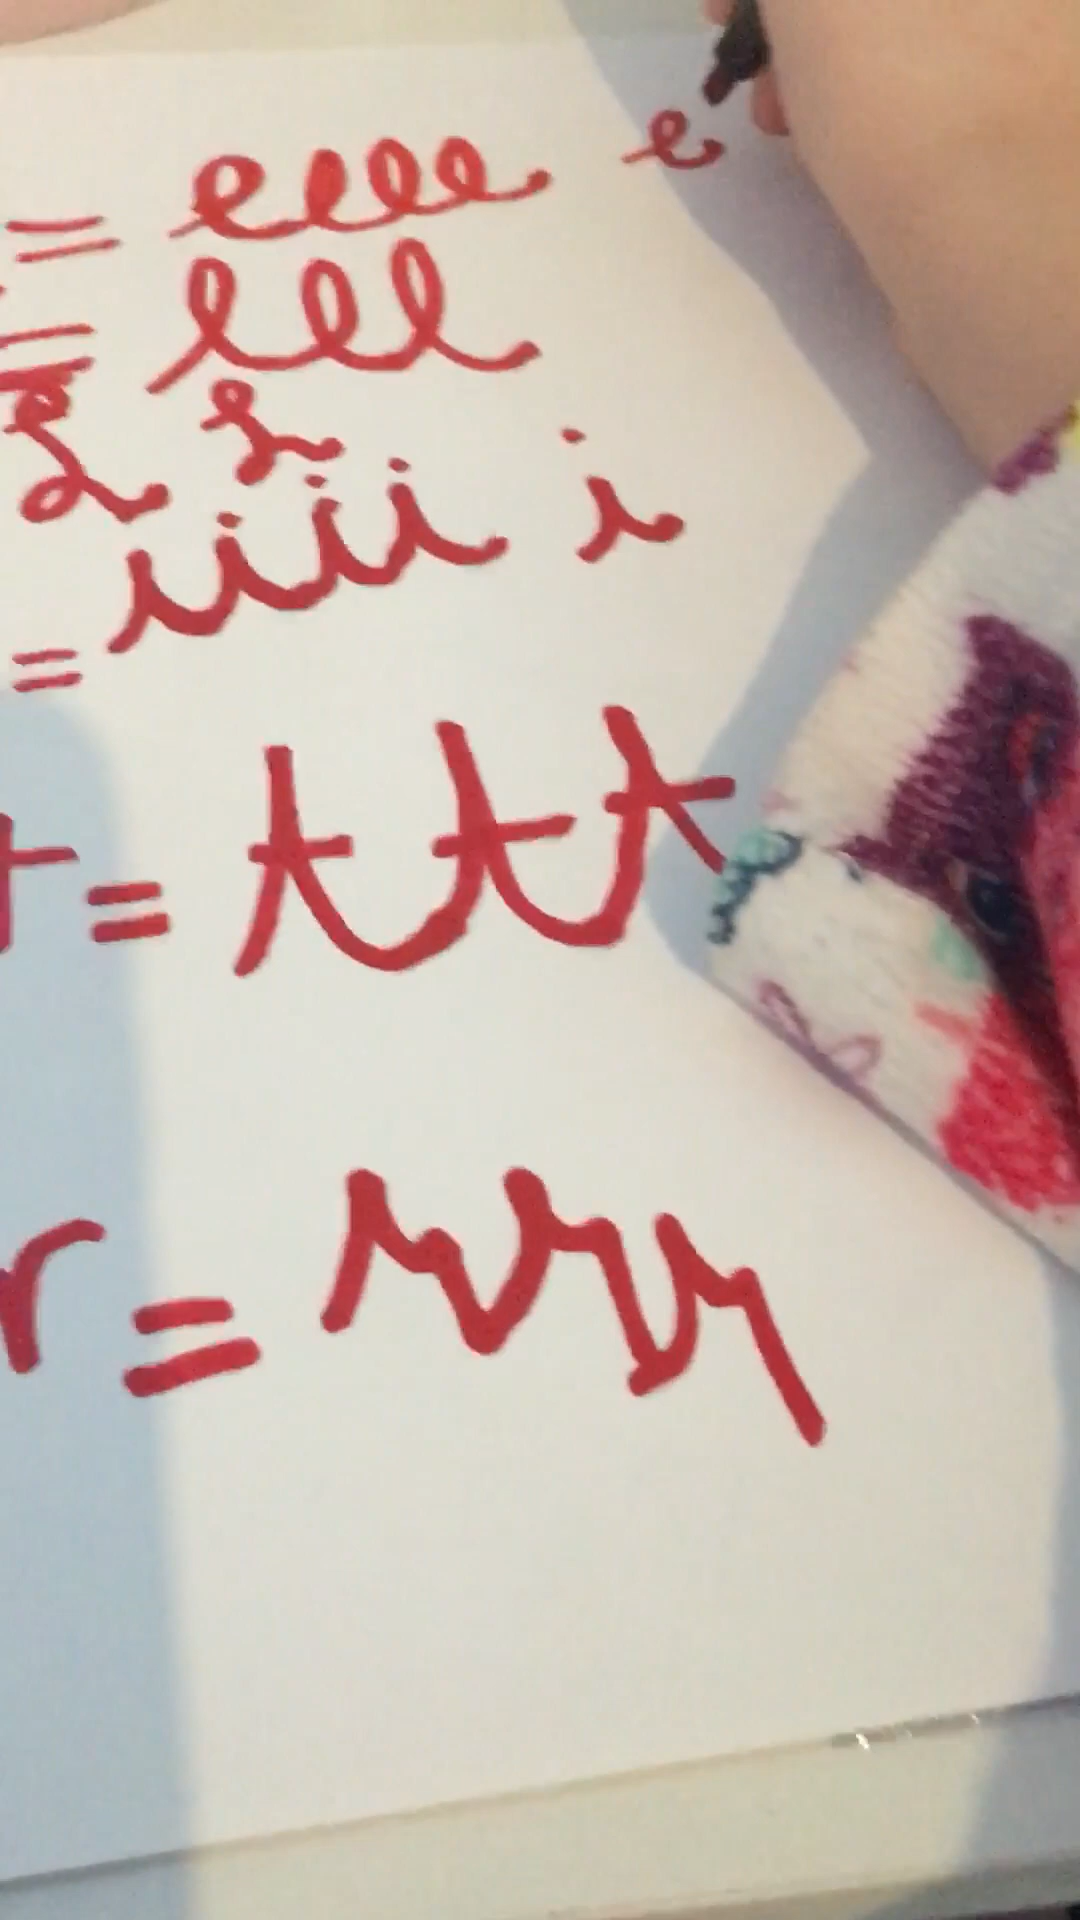 = eeee e
= lll
= iiii i
t = ttt
r = rrr